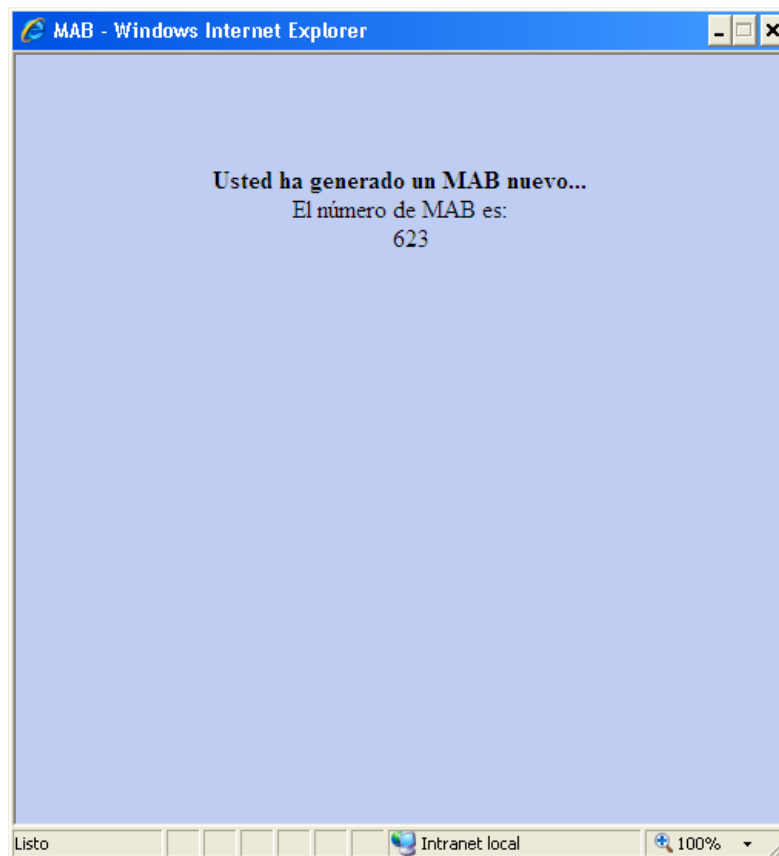 MAB - Windows Internet Explorer
Usted ha generado un MAB nuevo...
El número de MAB es:
623
Listo
Intranet local
100%